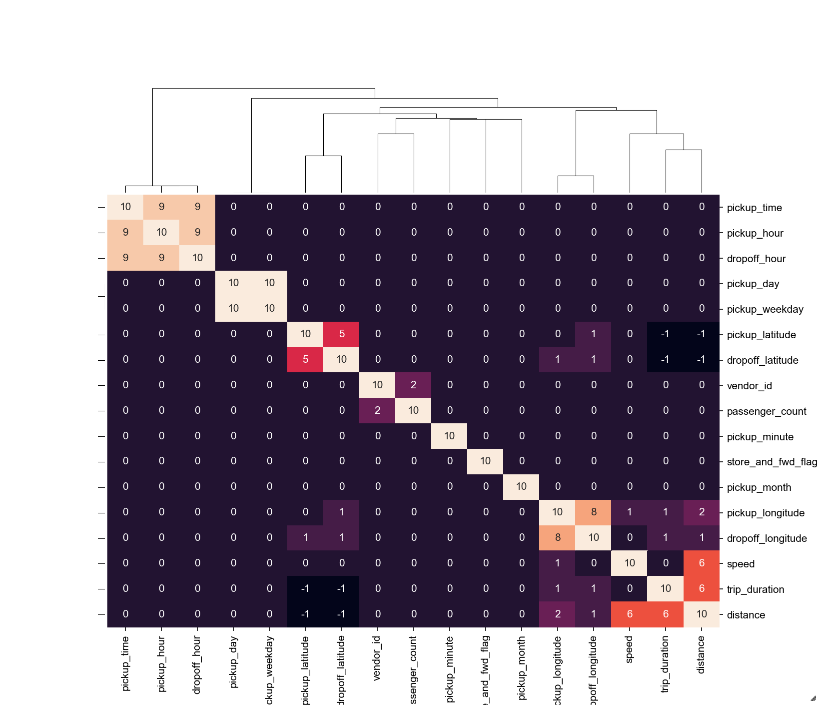 10 9 9 0 0 0 0 0 0 0 0 0 0 0 0 0 0 pickup_time
9 10 9 0 0 0 0 0 0 0 0 0 0 0 0 0 0 pickup_hour
9 9 10 0 0 0 0 0 0 0 0 0 0 0 0 0 0 dropoff_hour
0 0 0 10 10 0 0 0 0 0 0 0 0 0 0 0 0 pickup_day
0 0 0 10 10 0 0 0 0 0 0 0 0 0 0 0 0 pickup_weekday
0 0 0 0 0 10 5 0 0 0 0 0 0 1 0 -1 -1 pickup_latitude
0 0 0 0 0 5 10 0 0 0 0 0 1 1 0 -1 -1 dropoff_latitude
0 0 0 0 0 0 0 10 2 0 0 0 0 0 0 0 0 vendor_id
0 0 0 0 0 0 0 2 10 0 0 0 0 0 0 0 0 passenger_count
0 0 0 0 0 0 0 0 0 10 0 0 0 0 0 0 0 pickup_minute
0 0 0 0 0 0 0 0 0 0 10 0 0 0 0 0 0 store_and_fwd_flag
0 0 0 0 0 0 0 0 0 0 0 10 0 0 0 0 0 pickup_month
0 0 0 0 0 0 1 0 0 0 0 0 10 8 1 1 2 pickup_longitude
0 0 0 0 0 1 1 0 0 0 0 0 8 10 0 1 1 dropoff_longitude
0 0 0 0 0 0 0 0 0 0 0 0 1 0 10 0 6 speed
0 0 0 0 0 -1 -1 0 0 0 0 0 1 1 0 10 6 trip_duration
0 0 0 0 0 -1 -1 0 0 0 0 0 2 1 6 6 10 distance
pickup_time
pickup_hour
dropoff_hour
pickup_day
ckup_weekday
pickup_latitude
dropoff_latitude
vendor_id
ssenger_count
pickup_minute
e_and_fwd_flag
pickup_month
ckup_longitude
opoff_longitude
speed
trip_duration
distance